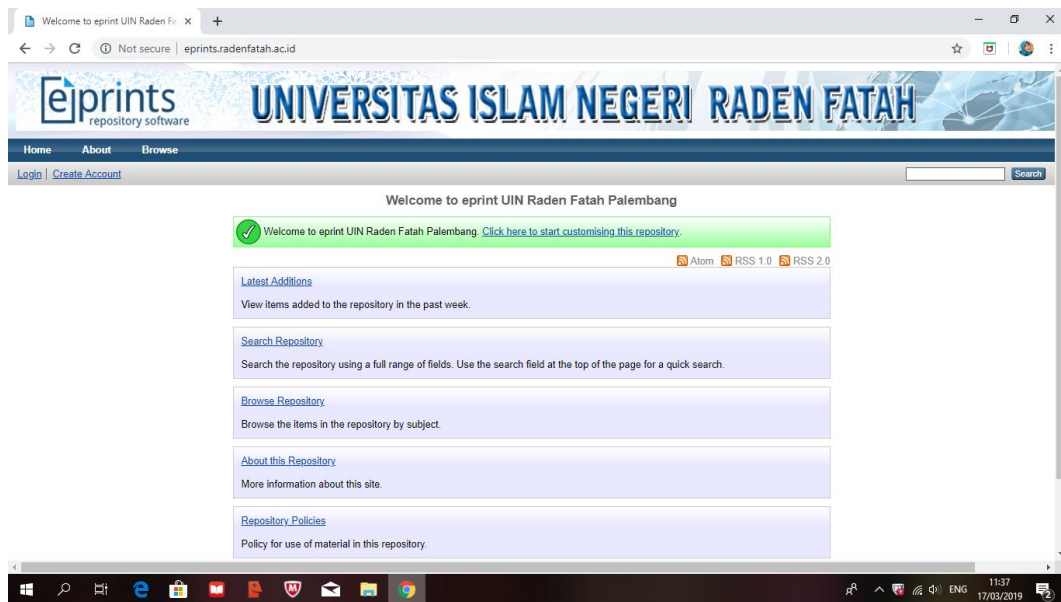 Welcome to eprint UIN Raden Fa
Not secure | eprints.radenfatah.ac.id
eprints
repository software
UNIVERSITAS ISLAM NEGERI RADEN FATAH
Home About Browse
Login | Create Account Search
Welcome to eprint UIN Raden Fatah Palembang
Welcome to eprint UIN Raden Fatah Palembang. Click here to start customising this repository.
Atom RSS 1.0 RSS 2.0
Latest Additions
View items added to the repository in the past week.
Search Repository
Search the repository using a full range of fields. Use the search field at the top of the page for a quick search.
Browse Repository
Browse the items in the repository by subject.
About this Repository
More information about this site.
Repository Policies
Policy for use of material in this repository.
ENG 11:37
17/03/2019